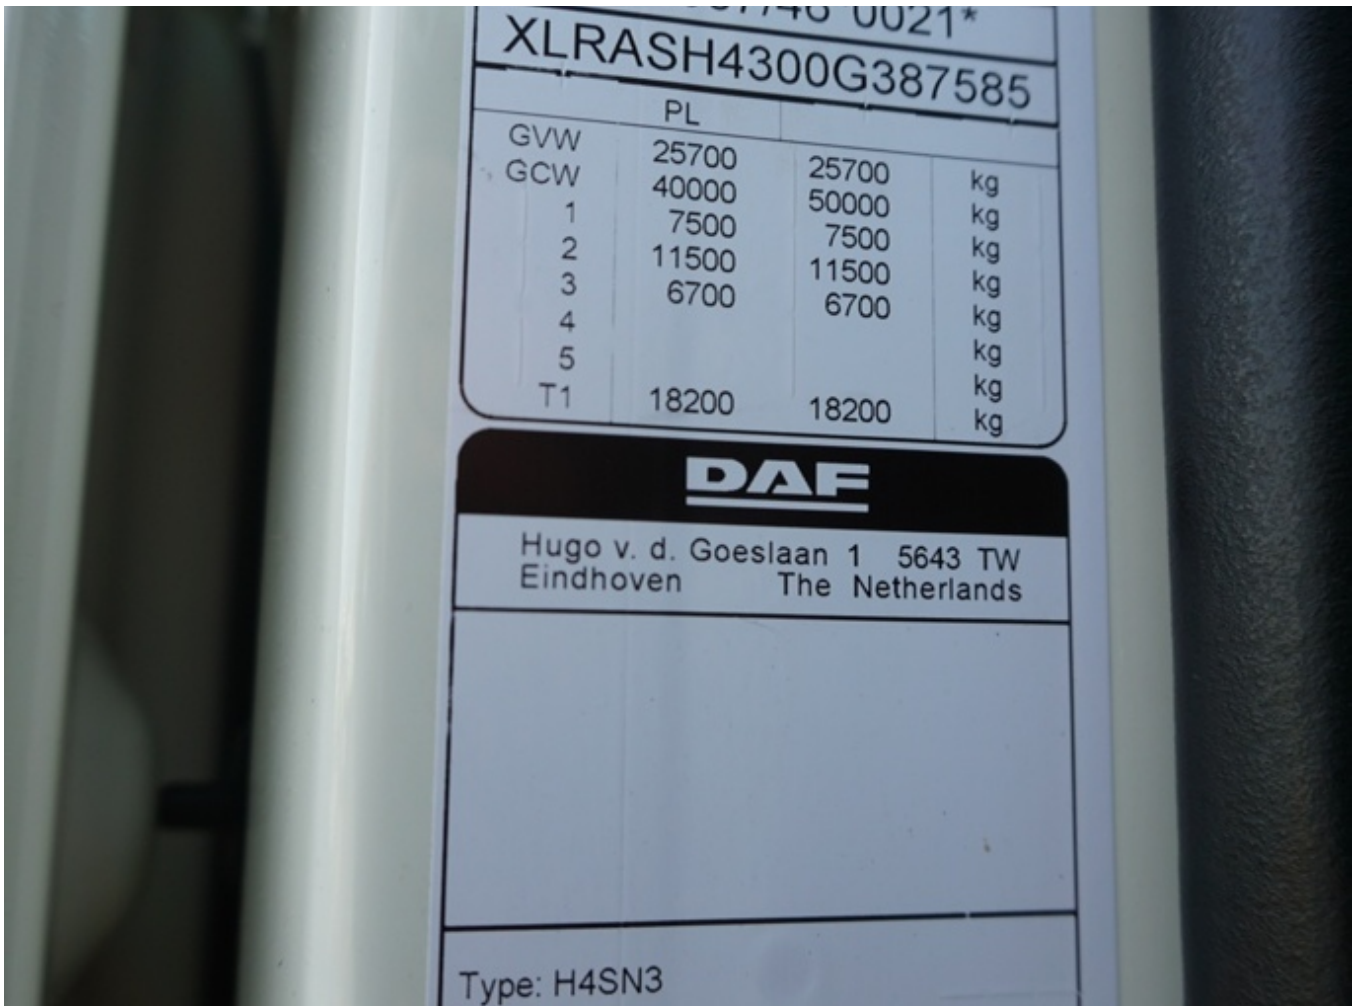 0021*
XLRASH4300G387585
PL
GVW 25700 25700 kg
GCW 40000 50000 kg
1 7500 7500 kg
2 11500 11500 kg
3 6700 6700 kg
4 kg
5 kg
T1 18200 18200 kg
DAF
Hugo v. d. Goeslaan 1 5643 TW
Eindhoven The Netherlands
Type: H4SN3